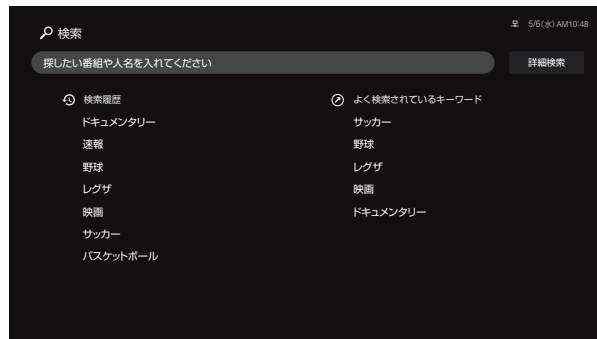 検索
5/6(水) AM10:48
探したい番組や人名を入れてください
詳細検索
検索履歴
ドキュメンタリー
速報
野球
レグザ
映画
サッカー
バスケットボール
よく検索されているキーワード
サッカー
野球
レグザ
映画
ドキュメンタリー